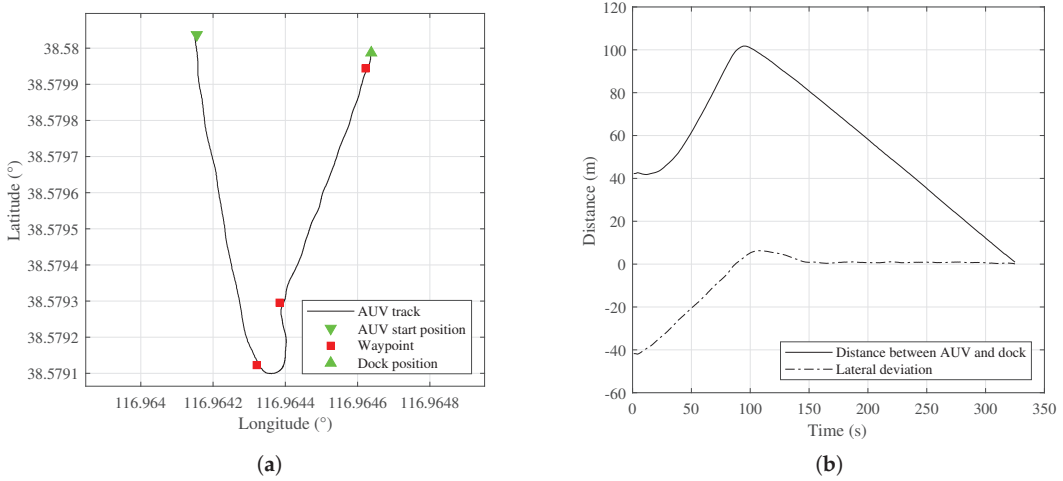 38.58
38.5799
38.5798
38.5797
38.5796
38.5795
38.5794
38.5793
38.5792
38.5791
Latitude (°)
116.964
116.9642
116.9644
116.9646
116.9648
Longitude (°)
AUV track
AUV start position
Waypoint
Dock position
(a)
120
100
80
60
40
20
0
-20
-40
-60
Distance (m)
0
50
100
150
200
250
300
350
Time (s)
Distance between AUV and dock
Lateral deviation
(b)